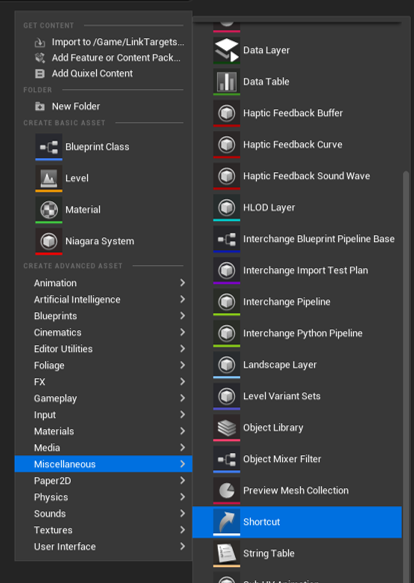 GET CONTENT
Import to /Game/LinkTargets...
Add Feature or Content Pack...
Add Quixel Content
FOLDER
New Folder
CREATE BASIC ASSET
Blueprint Class
Level
Material
Niagara System
CREATE ADVANCED ASSET
Animation
Artificial Intelligence
Blueprints
Cinematics
Editor Utilities
Foliage
FX
Gameplay
Input
Materials
Media
Miscellaneous
Paper2D
Physics
Sounds
Textures
User Interface
Data Layer
Data Table
Haptic Feedback Buffer
Haptic Feedback Curve
Haptic Feedback Sound Wave
HLOD Layer
Interchange Blueprint Pipeline Base
Interchange Import Test Plan
Interchange Pipeline
Interchange Python Pipeline
Landscape Layer
Level Variant Sets
Object Library
Object Mixer Filter
Preview Mesh Collection
Shortcut
String Table